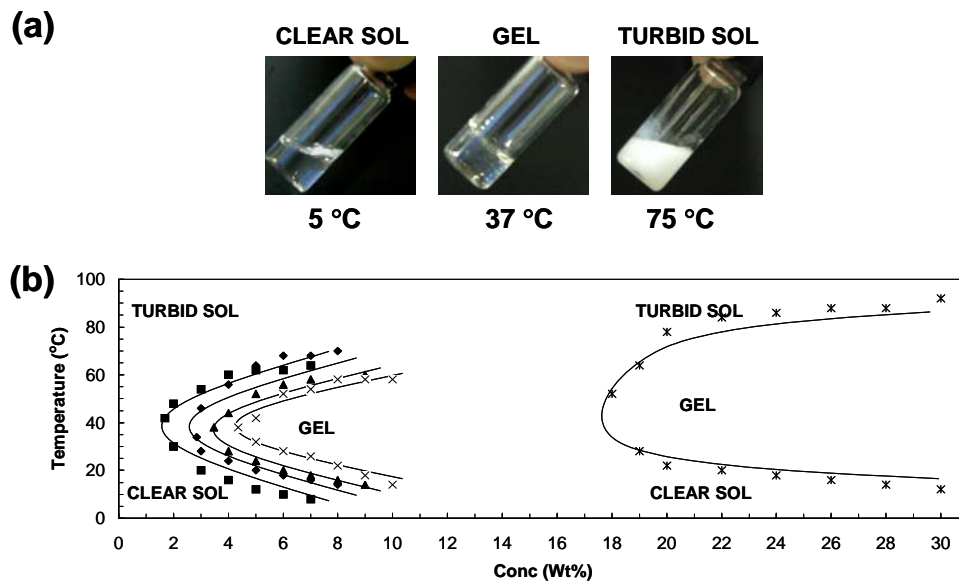 (a)
CLEAR SOL GEL TURBID SOL
5 °C 37 °C 75 °C
(b)
100
80
60
40
20
0
Temperature (°C)
TURBID SOL TURBID SOL
GEL GEL
CLEAR SOL CLEAR SOL
0 2 4 6 8 10 12 14 16 18 20 22 24 26 28 30
Conc (Wt%)